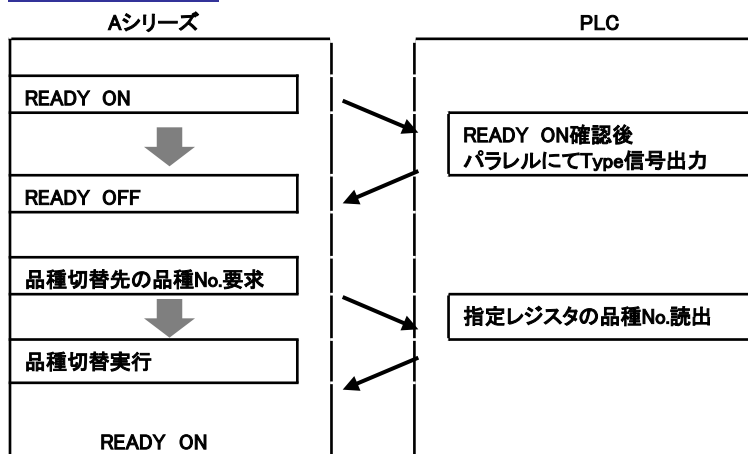 Aシリーズ
PLC
READY ON
READY ON確認後
パラレルにてType信号出力
READY OFF
品種切替先の品種No.要求
指定レジスタの品種No.読出
品種切替実行
READY ON